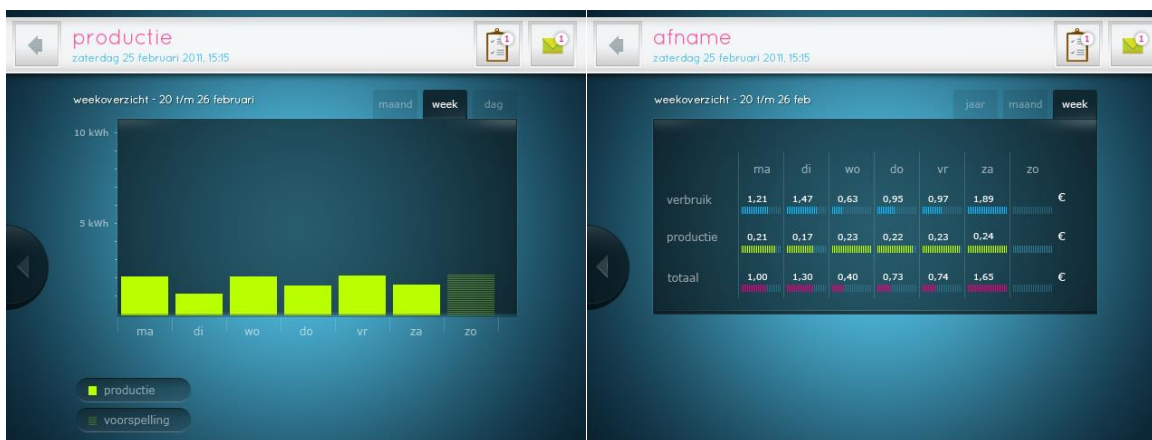 productie
zaterdag 25 februari 2011, 15:15
1
1
weekoverzicht - 20 t/m 26 februari
maand week dag
10 kWh
5 kWh
ma di wo do vr za zo
productie
voorspelling
afname
zaterdag 25 februari 2011, 15:15
1
1
weekoverzicht - 20 t/m 26 feb
jaar maand week
ma di wo do vr za zo
verbruik 1,21 1,47 0,63 0,95 0,97 1,89 €
productie 0,21 0,17 0,23 0,22 0,23 0,24 €
totaal 1,00 1,30 0,40 0,73 0,74 1,65 €